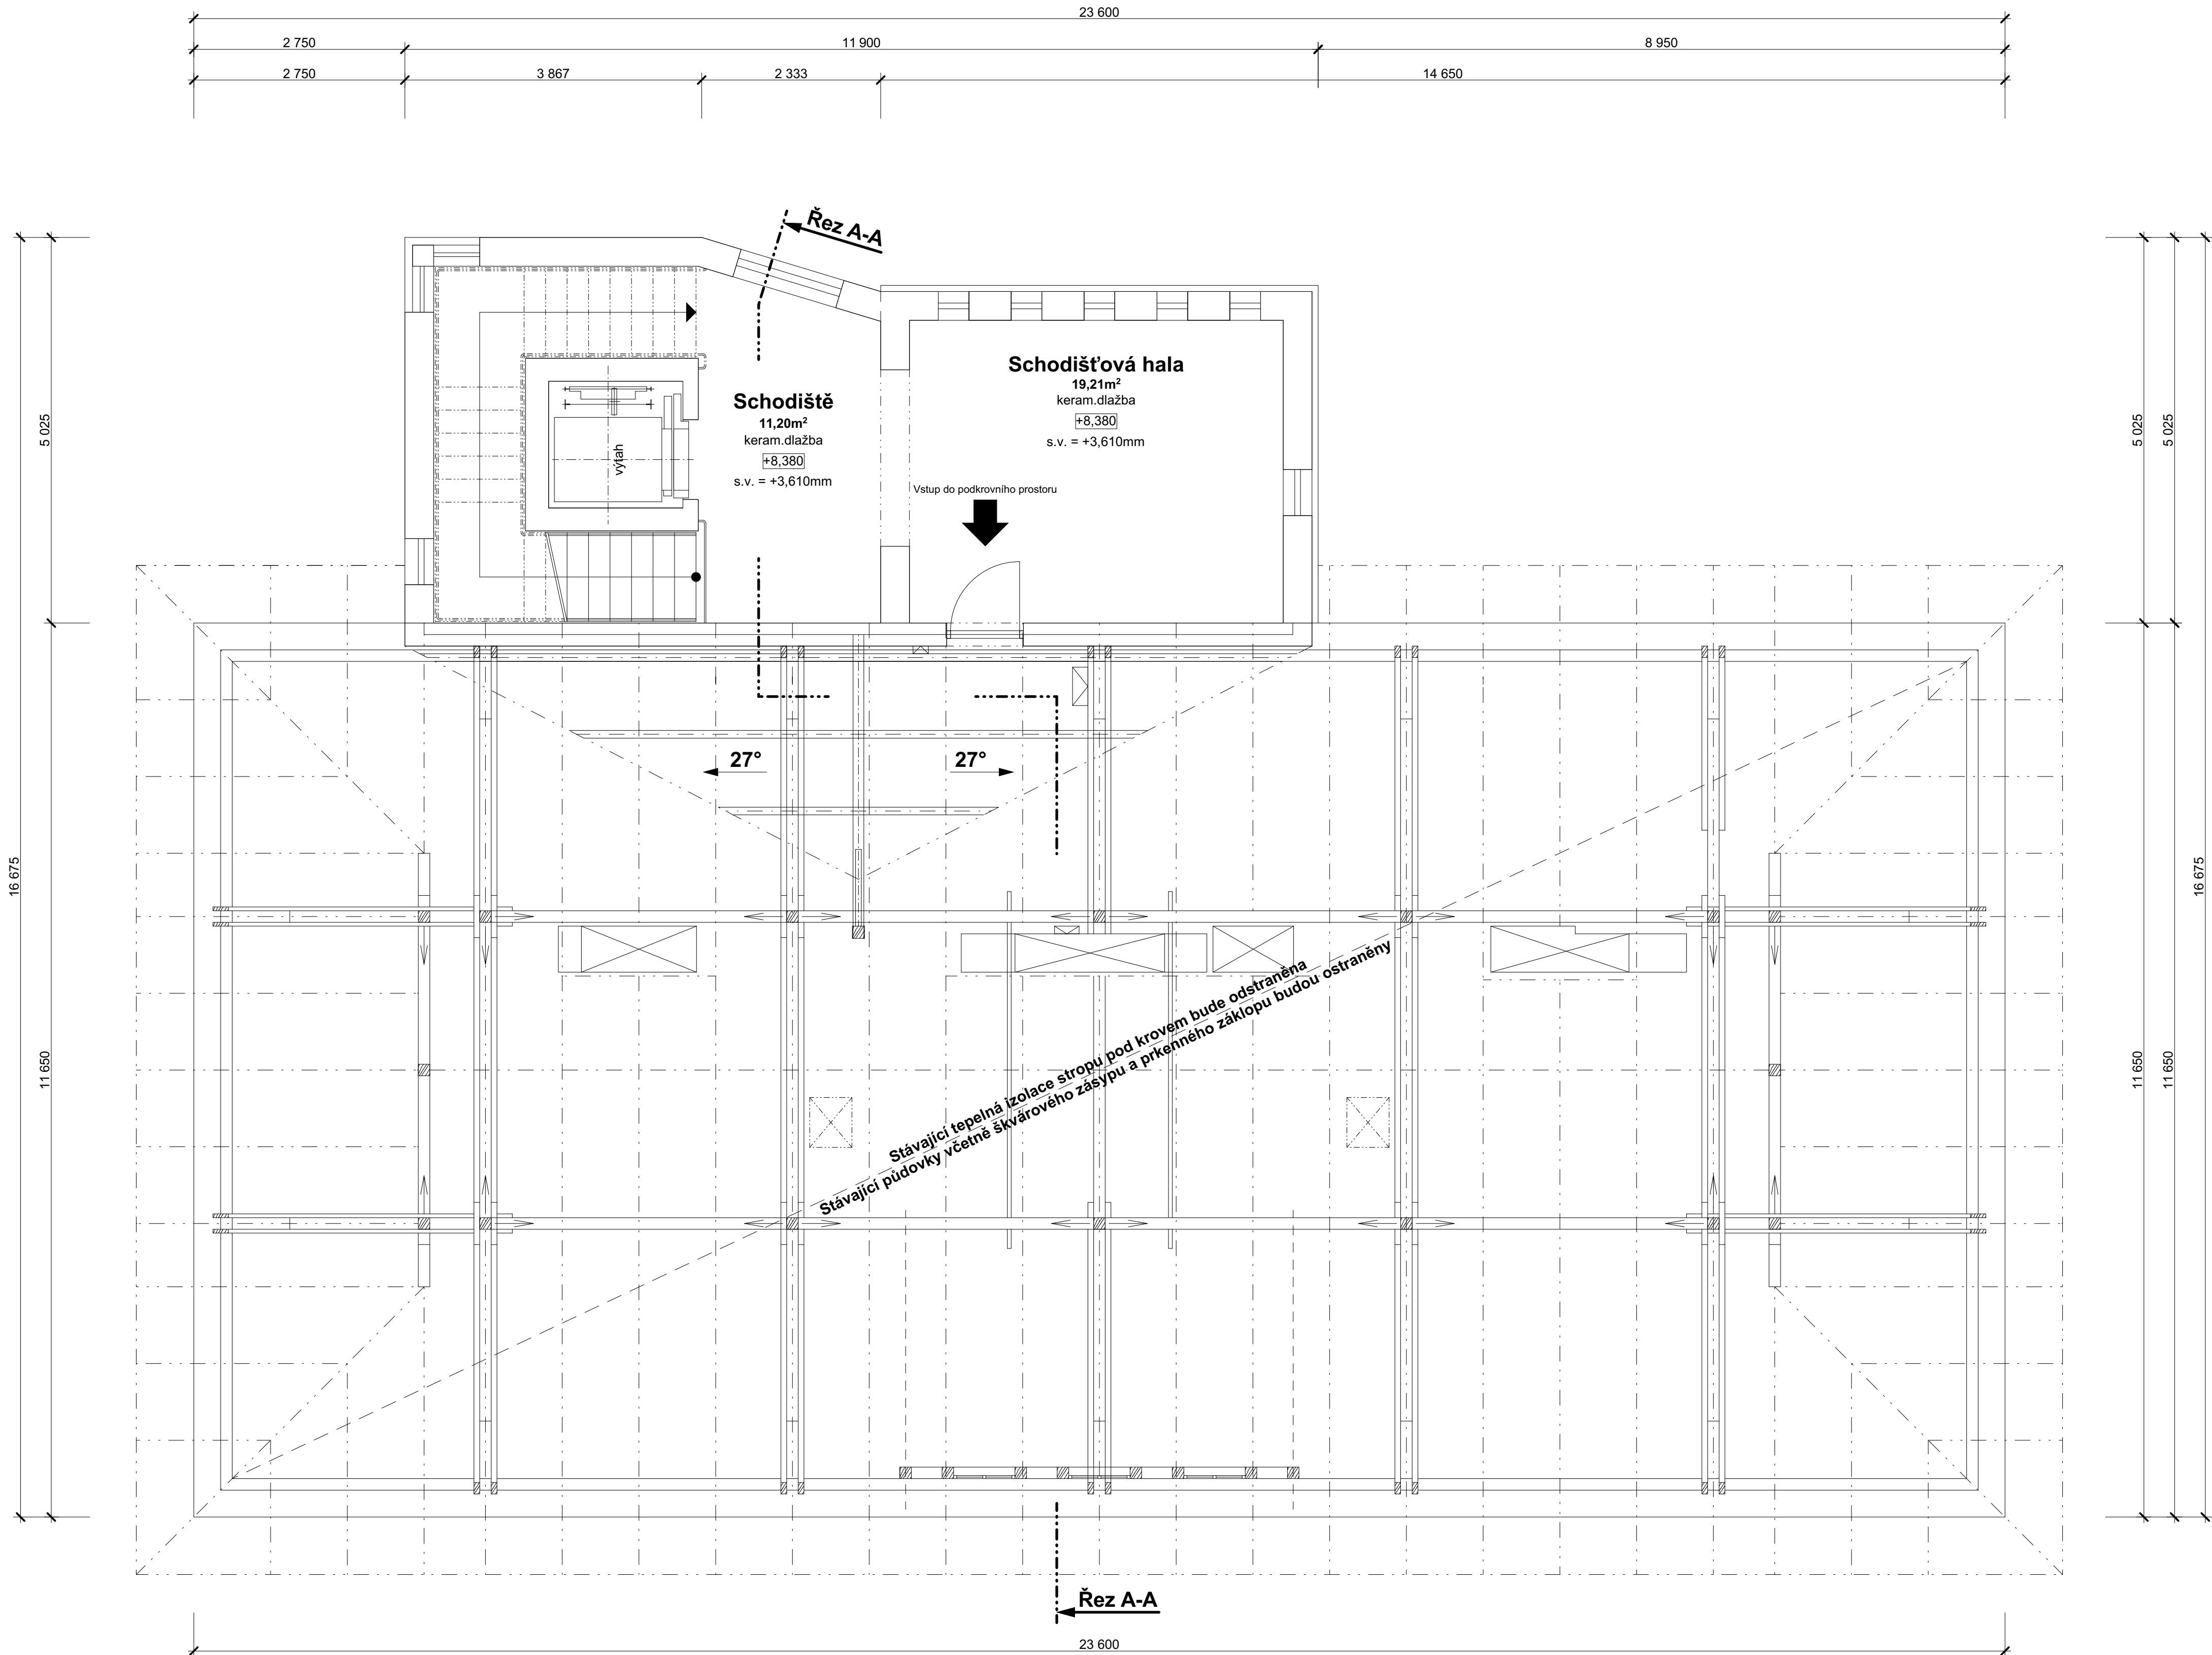 23 600
2 750
11 900
8 950
2 750
3 867
2 333
14 650
Řez A-A
Schodišťová hala
19,21m²
keram.dlažba
+8,380
s.v. = +3,610mm
Schodiště
11,20m²
keram.dlažba
+8,380
s.v. = +3,610mm
výtah
Vstup do podkrovního prostoru
5 025
5 025
5 025
27°
27°
16 675
16 675
Stávající tepelná izolace stropu pod krovem bude odstraněna
Stávající půdovky včetně škvárového zásypu a prkenného záklopu budou ostraněny
11 650
11 650
11 650
Řez A-A
23 600